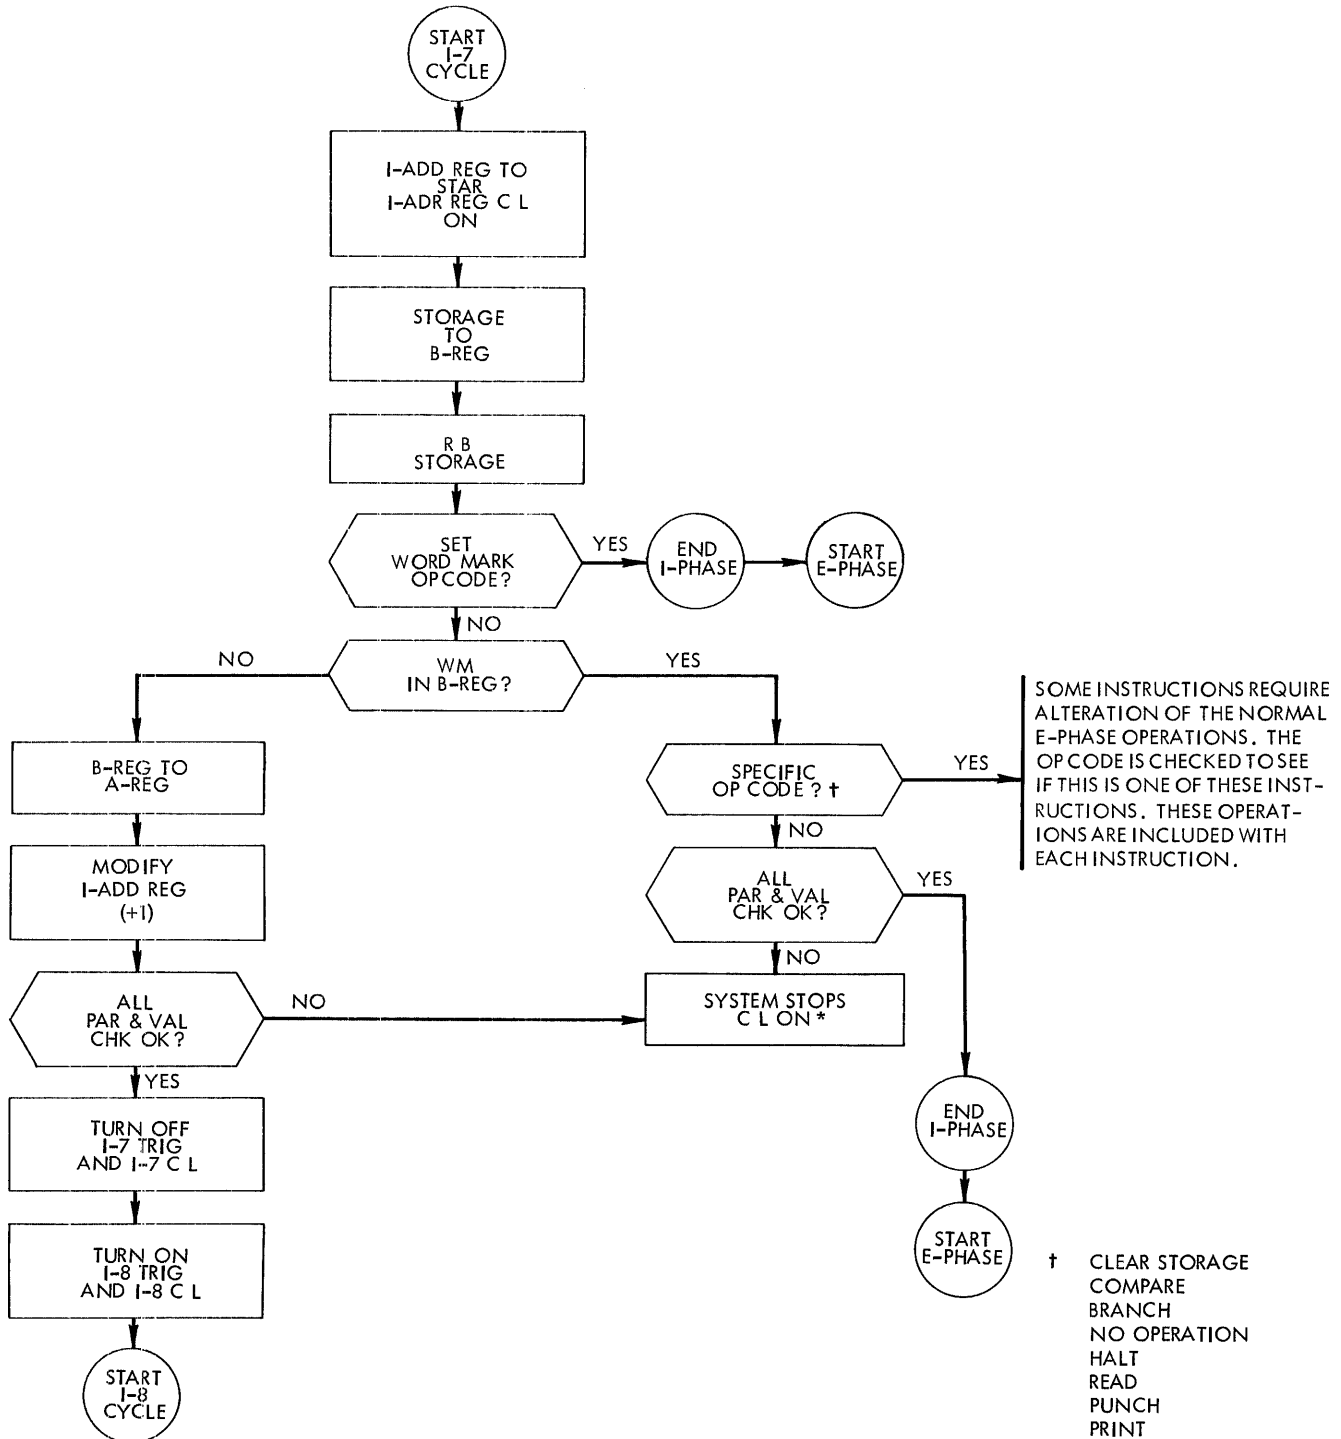 START
I-7
CYCLE
I-ADD REG TO
STAR
I-ADR REG C L
ON
STORAGE
TO
B-REG
R B
STORAGE
SET
WORD MARK
OP CODE?
YES
END
I-PHASE
START
E-PHASE
NO
WM
IN B-REG?
NO
YES
B-REG TO
A-REG
MODIFY
I-ADD REG
(+1)
ALL
PAR & VAL
CHK OK?
NO
YES
TURN OFF
I-7 TRIG
AND I-7 C L
TURN ON
I-8 TRIG
AND I-8 C L
START
I-8
CYCLE
SPECIFIC
OP CODE? †
YES
SOME INSTRUCTIONS REQUIRE
ALTERATION OF THE NORMAL
E-PHASE OPERATIONS. THE
OP CODE IS CHECKED TO SEE
IF THIS IS ONE OF THESE INST-
RUCTIONS. THESE OPERAT-
IONS ARE INCLUDED WITH
EACH INSTRUCTION.
NO
ALL
PAR & VAL
CHK OK?
YES
NO
SYSTEM STOPS
C L ON *
END
I-PHASE
START
E-PHASE
† CLEAR STORAGE
COMPARE
BRANCH
NO OPERATION
HALT
READ
PUNCH
PRINT